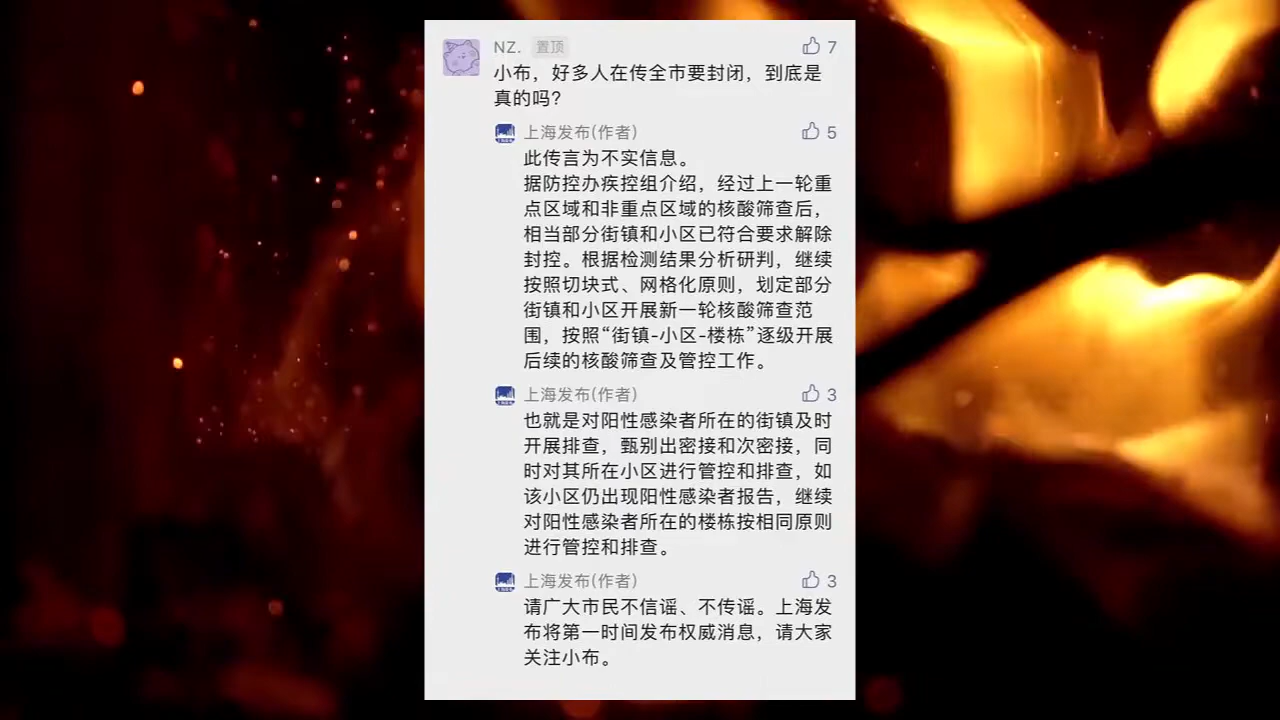 NZ. 置顶 7
小布，好多人在传全市要封闭，到底是
真的吗？
上海发布(作者) 5
此传言为不实信息。
据防控办疾控组介绍，经过上一轮重
点区域和非重点区域的核酸筛查后，
相当部分街镇和小区已符合要求解除
封控。根据检测结果分析研判，继续
按照切块式、网格化原则，划定部分
街镇和小区开展新一轮核酸筛查范
围，按照“街镇-小区-楼栋”逐级开展
后续的核酸筛查及管控工作。
上海发布(作者) 3
也就是对阳性感染者所在的街镇及时
开展排查，甄别出密接和次密接，同
时对其所在小区进行管控和排查，如
该小区仍出现阳性感染者报告，继续
对阳性感染者所在的楼栋按相同原则
进行管控和排查。
上海发布(作者) 3
请广大市民不信谣、不传谣。上海发
布将第一时间发布权威消息，请大家
关注小布。